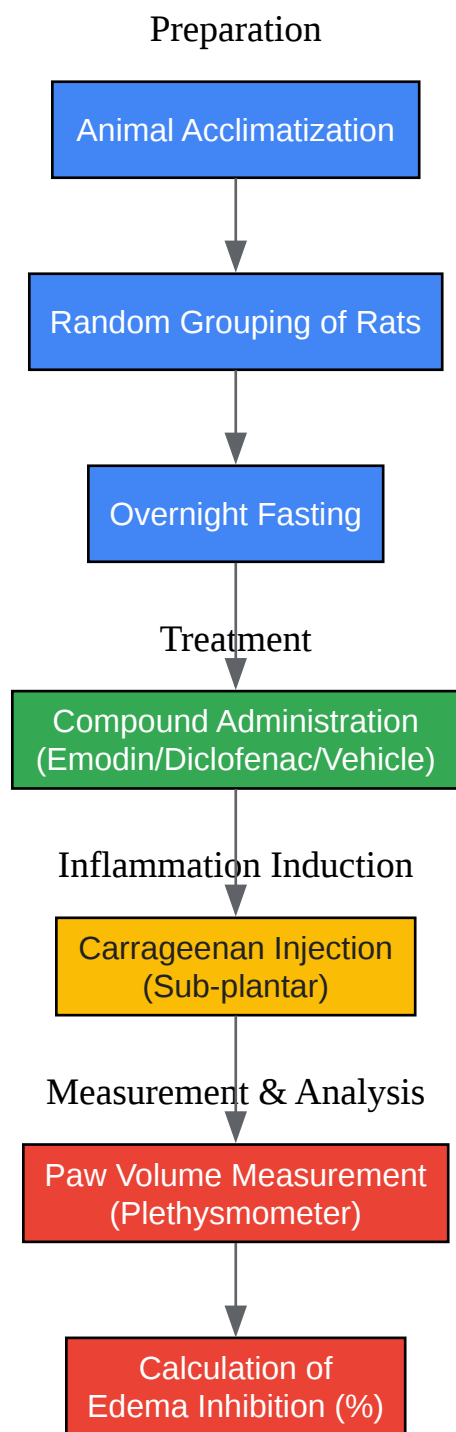 Preparation
Animal Acclimatization
Random Grouping of Rats
Overnight Fasting
Treatment
Compound Administration
(Emodin/Diclofenac/Vehicle)
Inflammation Induction
Carrageenan Injection
(Sub-plantar)
Measurement & Analysis
Paw Volume Measurement
(Plethysmometer)
Calculation of
Edema Inhibition (%)